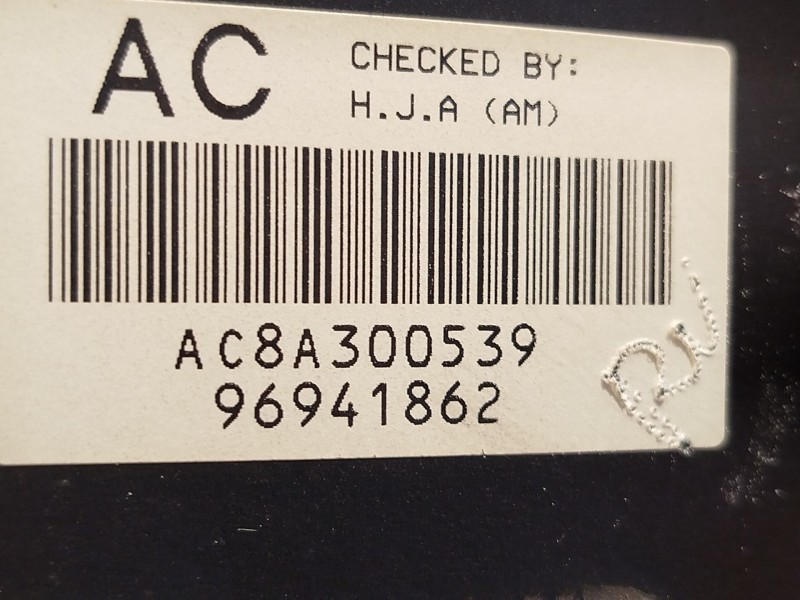 AC
CHECKED BY:
H.J.A (AM)
AC8A300539
96941862